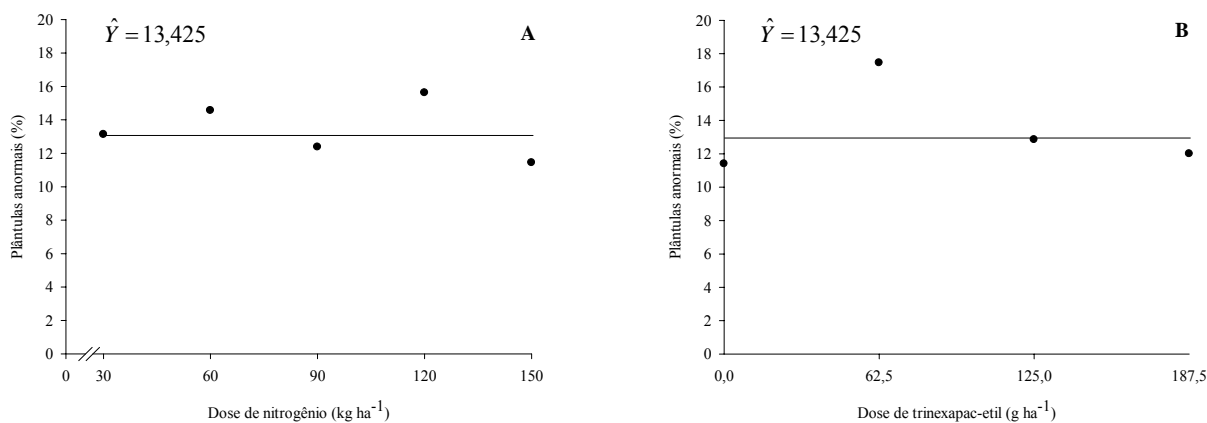 Ŷ = 13,425
A
20
18
16
14
12
10
8
6
4
2
0
Plântulas anormais (%)
0 30 60 90 120 150
Dose de nitrogênio (kg ha⁻¹)
Ŷ = 13,425
B
20
18
16
14
12
10
8
6
4
2
0
Plântulas anormais (%)
0,0 62,5 125,0 187,5
Dose de trinexapac-etil (g ha⁻¹)